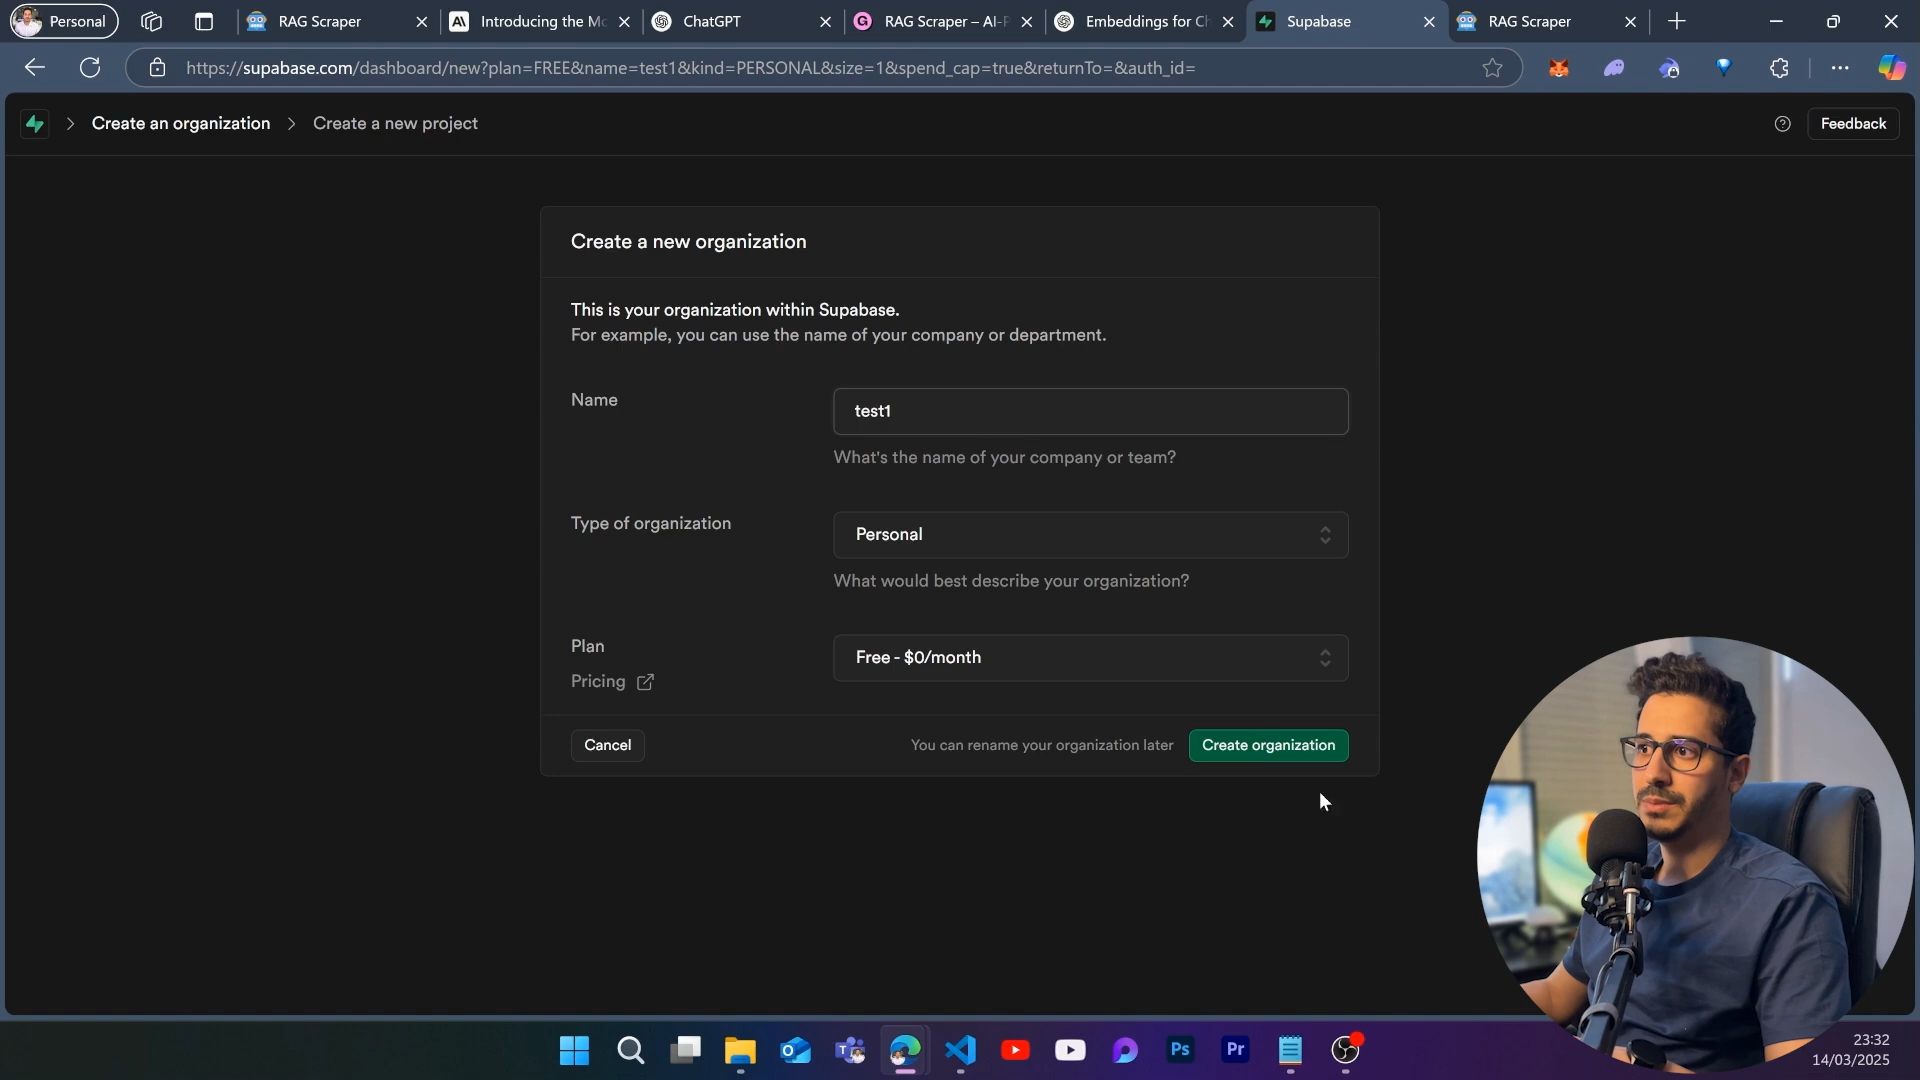 Personal
RAG Scraper
Introducing the Mo
ChatGPT
RAG Scraper – AI-P
Embeddings for Ch
Supabase
RAG Scraper
https://supabase.com/dashboard/new?plan=FREE&name=test1&kind=PERSONAL&size=1&spend_cap=true&returnTo=&auth_id=
Create an organization
Create a new project
Feedback
Create a new organization
This is your organization within Supabase.
For example, you can use the name of your company or department.
Name
test1
What's the name of your company or team?
Type of organization
Personal
What would best describe your organization?
Plan
Free - $0/month
Pricing
Cancel
You can rename your organization later
Create organization
Ps
Pr
23:32
14/03/2025